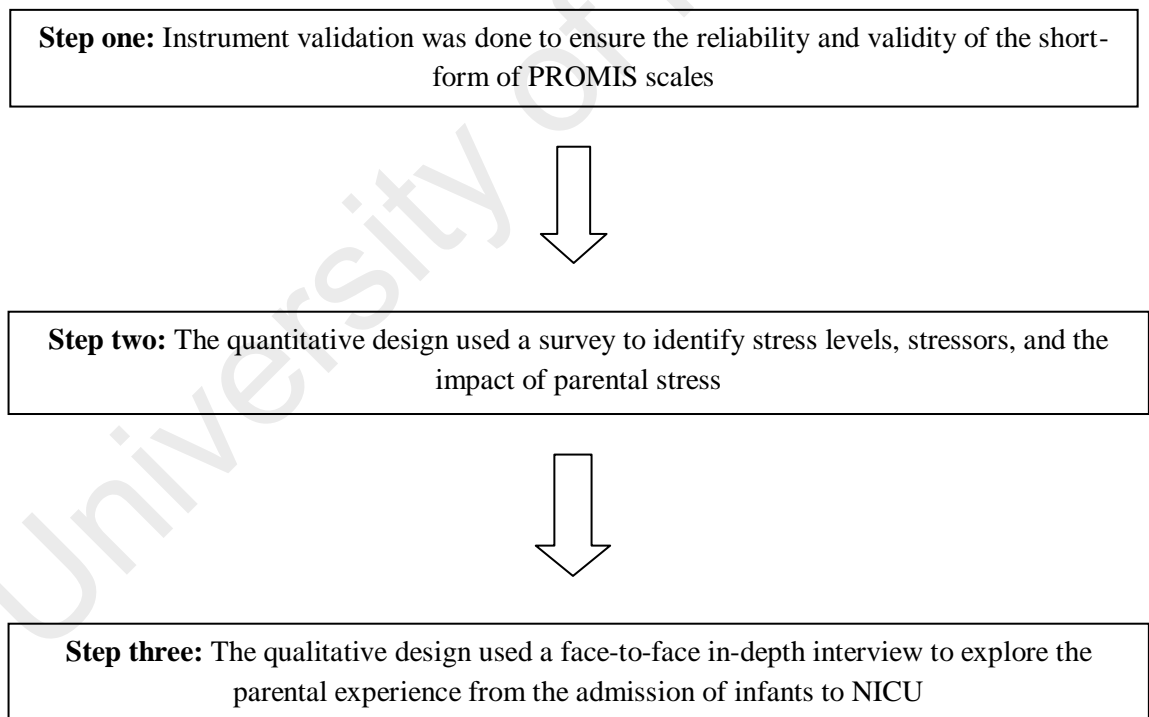 Step one: Instrument validation was done to ensure the reliability and validity of the short-
form of PROMIS scales
Step two: The quantitative design used a survey to identify stress levels, stressors, and the
impact of parental stress
Step three: The qualitative design used a face-to-face in-depth interview to explore the
parental experience from the admission of infants to NICU
University of